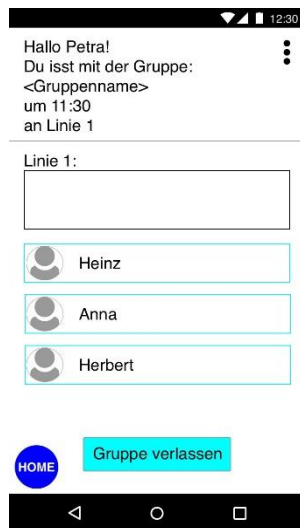 12:30
Hallo Petra!
Du isst mit der Gruppe:
<Gruppenname>
um 11:30
an Linie 1
Linie 1:
Heinz
Anna
Herbert
Gruppe verlassen
HOME